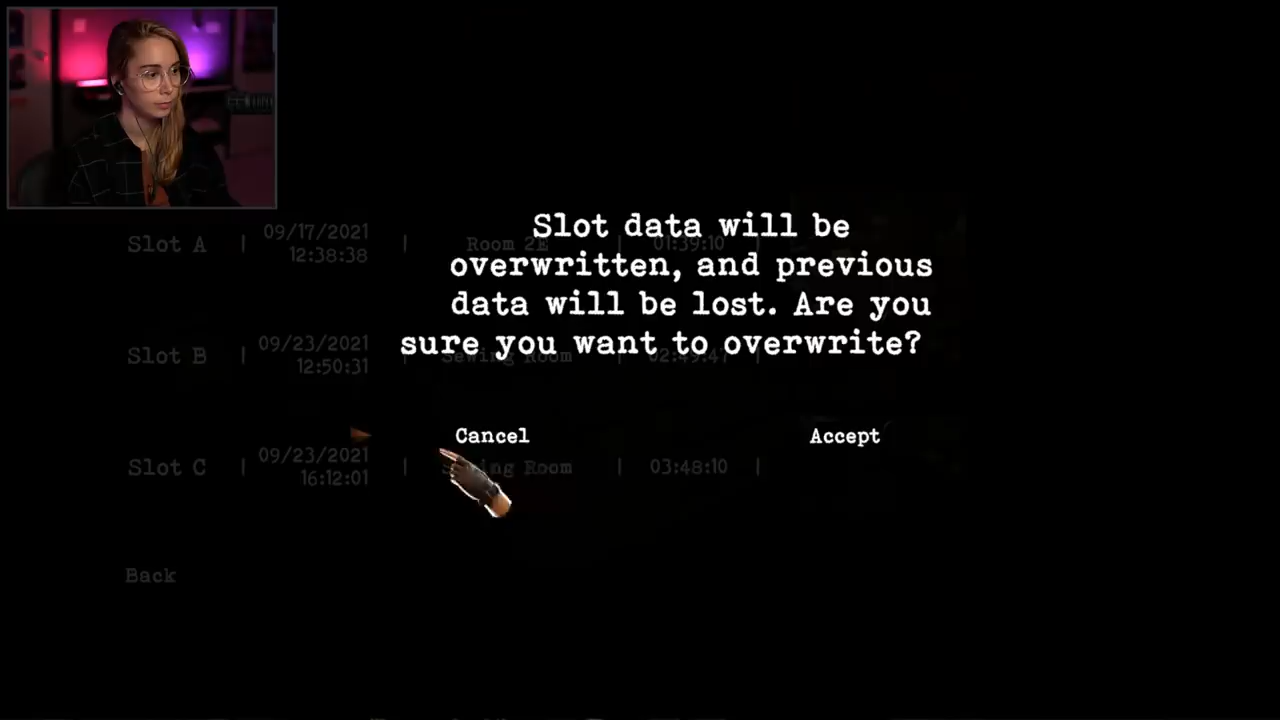 Slot data will be
overwritten, and previous
data will be lost. Are you
sure you want to overwrite?
Cancel
Accept
Slot A | 09/17/2021 12:38:38 | Room 2E | 01:39:10 |
Slot B | 09/23/2021 12:50:31 | Sewing Room | 02:49:47 |
Slot C | 09/23/2021 16:12:01 | Sewing Room | 03:48:10 |
Back